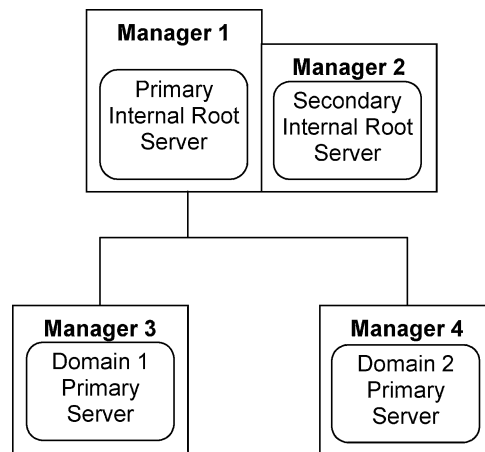 Manager 1
Primary
Internal Root
Server
Manager 2
Secondary
Internal Root
Server
Manager 3
Domain 1
Primary
Server
Manager 4
Domain 2
Primary
Server